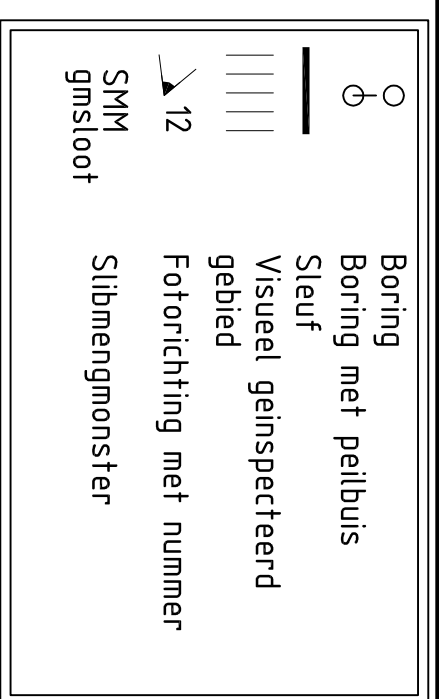 Boring
Boring met peilbuis
Sleuf
Visueel geinspecteerd
gebied
12
Fotorichting met nummer
SMM
gmsloot
Slibmengmonster